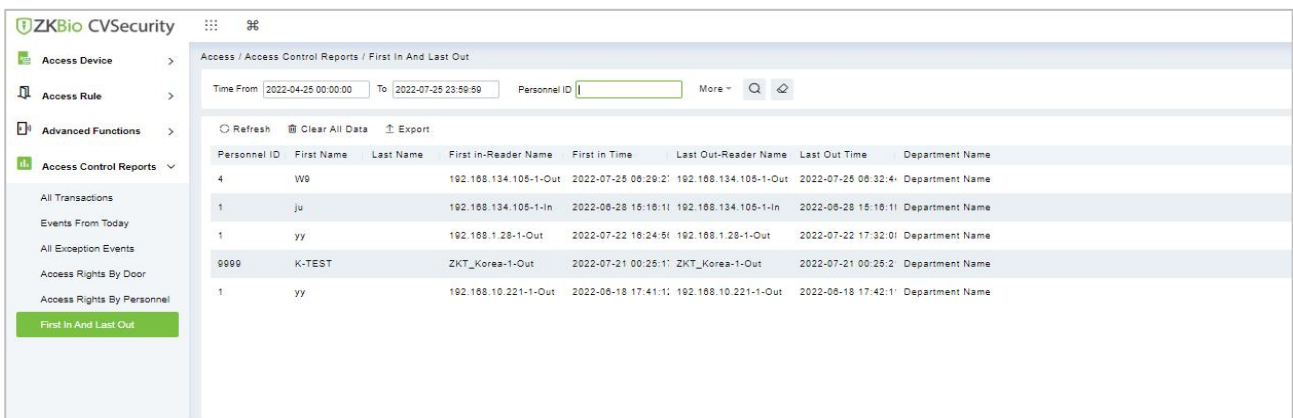 ZKBio CVSecurity
Access Device
Access Rule
Advanced Functions
Access Control Reports
All Transactions
Events From Today
All Exception Events
Access Rights By Door
Access Rights By Personnel
First In And Last Out
Access / Access Control Reports / First In And Last Out
Time From 2022-04-25 00:00:00 To 2022-07-25 23:59:59 Personnel ID More
Refresh Clear All Data Export
Personnel ID First Name Last Name First in-Reader Name First in Time Last Out-Reader Name Last Out Time Department Name
4 W9 192.168.134.105-1-Out 2022-07-25 06:29:2 192.168.134.105-1-Out 2022-07-25 06:32:4 Department Name
1 ju 192.168.134.105-1-In 2022-06-28 15:16:1 192.168.134.105-1-In 2022-06-28 15:16:1 Department Name
1 yy 192.168.1.28-1-Out 2022-07-22 16:24:5 192.168.1.28-1-Out 2022-07-22 17:32:0 Department Name
9999 K-TEST ZKT_Korea-1-Out 2022-07-21 00:25:1 ZKT_Korea-1-Out 2022-07-21 00:25:2 Department Name
1 yy 192.168.10.221-1-Out 2022-06-18 17:41:1 192.168.10.221-1-Out 2022-06-18 17:42:1 Department Name